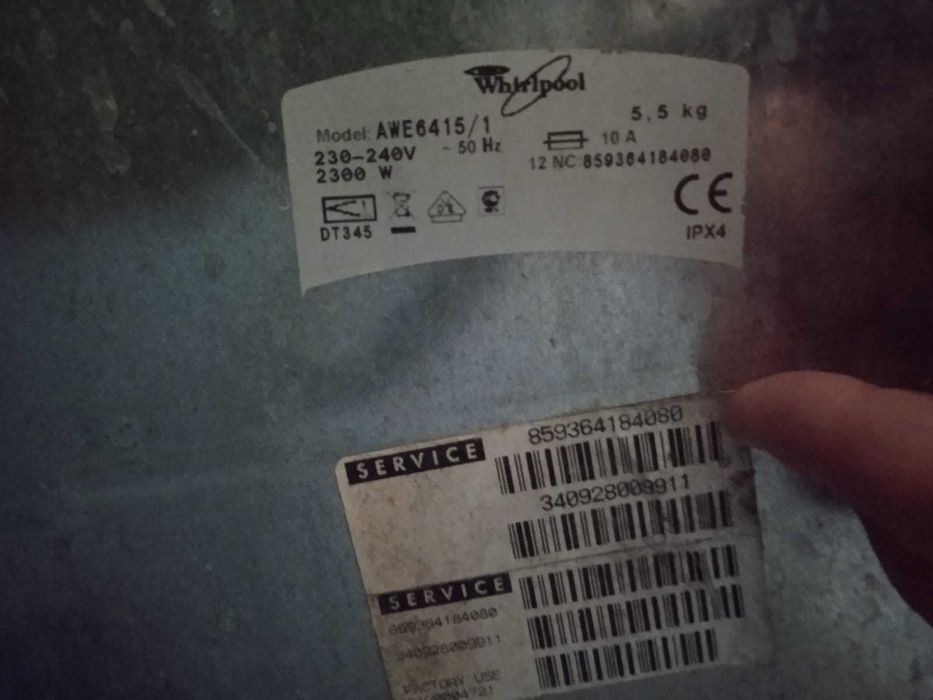 Whirlpool
Model: AWE6415/1
5,5 kg
230-240V ~ 50 Hz
10 A
2300 W
12 NC:859364184080
DT345
CE
IPX4
SERVICE
859364184080
340928009911
SERVICE
859364184080
340928009911
FACTORY USE